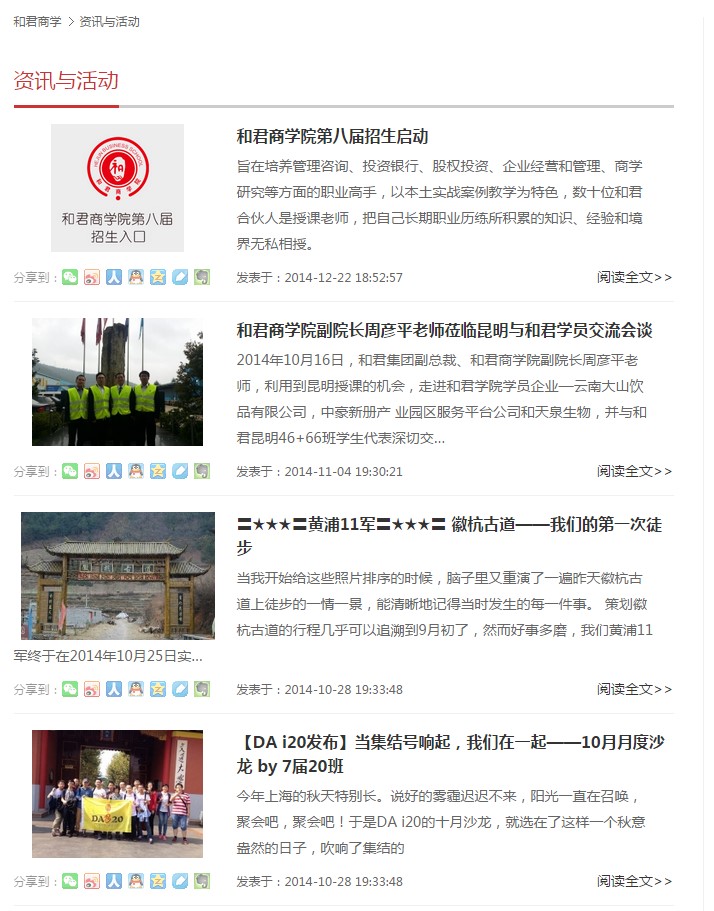 和君商学 > 资讯与活动
资讯与活动
HEJUN BUSINESS SCHOOL
和君商学院
和君商学院第八届
招生入口
和君商学院第八届招生启动
旨在培养管理咨询、投资银行、股权投资、企业经营和管理、商学
研究等方面的职业高手，以本土实战案例教学为特色，数十位和君
合伙人是授课老师，把自己长期职业历练所积累的知识、经验和境
界无私相授。
分享到：
发表于：2014-12-22 18:52:57
阅读全文>>
和君商学院副院长周彦平老师莅临昆明与和君学员交流会谈
2014年10月16日，和君集团副总裁、和君商学院副院长周彦平老
师，利用到昆明授课的机会，走进和君学院学员企业—云南大山饮
品有限公司，中豪新册产 业园区服务平台公司和天泉生物，并与和
君昆明46+66班学生代表深切交...
分享到：
发表于：2014-11-04 19:30:21
阅读全文>>
〓★★★〓黄浦11军〓★★★〓 徽杭古道——我们的第一次徒
步
当我开始给这些照片排序的时候，脑子里又重演了一遍昨天徽杭古
道上徒步的一情一景，能清晰地记得当时发生的每一件事。 策划徽
杭古道的行程几乎可以追溯到9月初了，然而好事多磨，我们黄浦11
军终于在2014年10月25日实...
分享到：
发表于：2014-10-28 19:33:48
阅读全文>>
DA i20
【DA i20发布】当集结号响起，我们在一起——10月月度沙
龙 by 7届20班
今年上海的秋天特别长。说好的雾霾迟迟不来，阳光一直在召唤，
聚会吧，聚会吧！于是DA i20的十月沙龙，就选在了这样一个秋意
盎然的日子，吹响了集结的
分享到：
发表于：2014-10-28 19:33:48
阅读全文>>